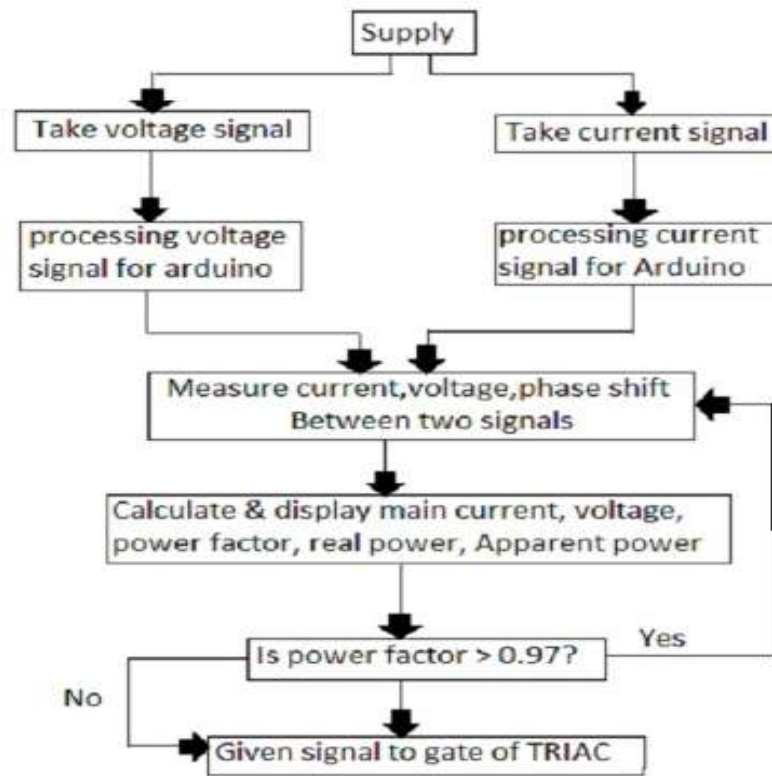 Supply
Take voltage signal
Take current signal
processing voltage
signal for arduino
processing current
signal for Arduino
Measure current,voltage,phase shift
Between two signals
Calculate & display main current, voltage,
power factor, real power, Apparent power
Is power factor > 0.97?
Yes
No
Given signal to gate of TRIAC